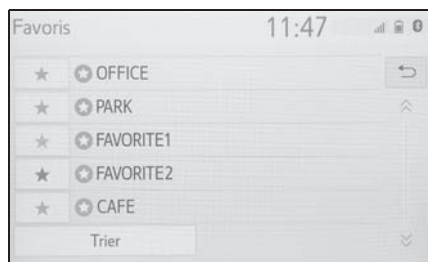 Favoris 11:47
OFFICE
PARK
FAVORITE1
FAVORITE2
CAFE
Trier